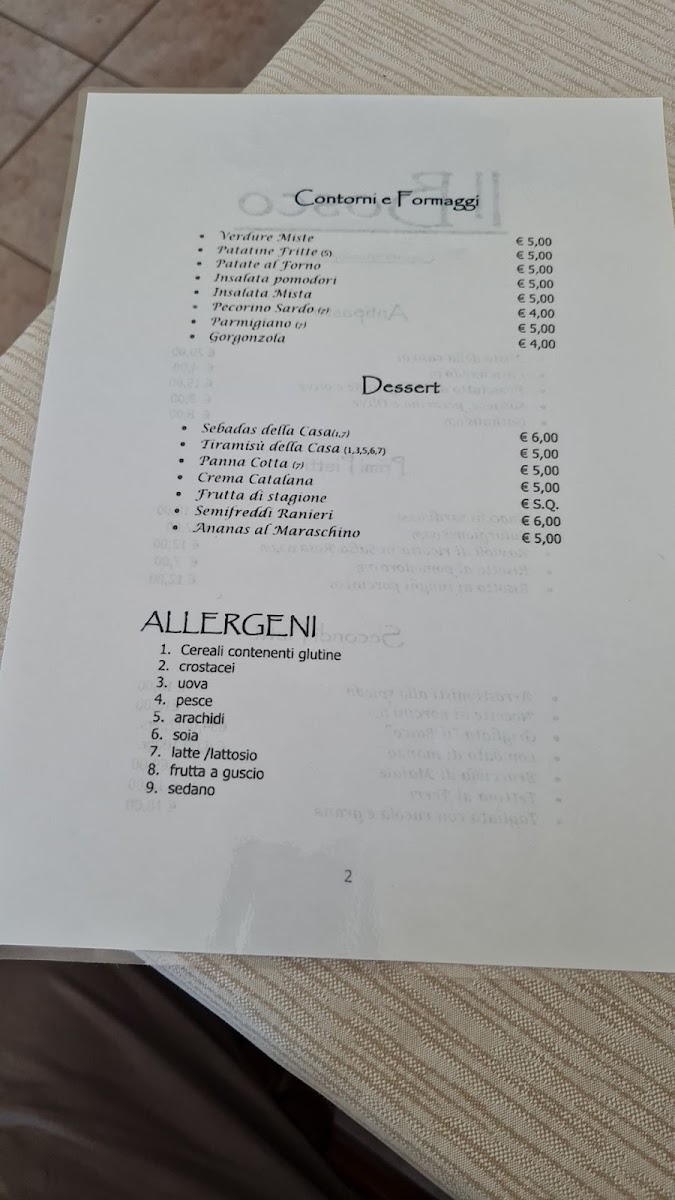 Contorni e Formaggi
• Verdure Miste € 5,00
• Patatine Fritte (5) € 5,00
• Patate al Forno € 5,00
• Insalata pomodori € 5,00
• Insalata Mista € 5,00
• Pecorino Sardo (7) € 4,00
• Parmigiano (7) € 5,00
• Gorgonzola € 4,00
Dessert
• Sebadas della Casa(1,7) € 6,00
• Tiramisù della Casa (1,3,5,6,7) € 5,00
• Panna Cotta (7) € 5,00
• Crema Catalana € 5,00
• Frutta di stagione € S.Q.
• Semifreddi Ranieri € 6,00
• Ananas al Maraschino € 5,00
ALLERGENI
1. Cereali contenenti glutine
2. crostacei
3. uova
4. pesce
5. arachidi
6. soia
7. latte /lattosio
8. frutta a guscio
9. sedano
2